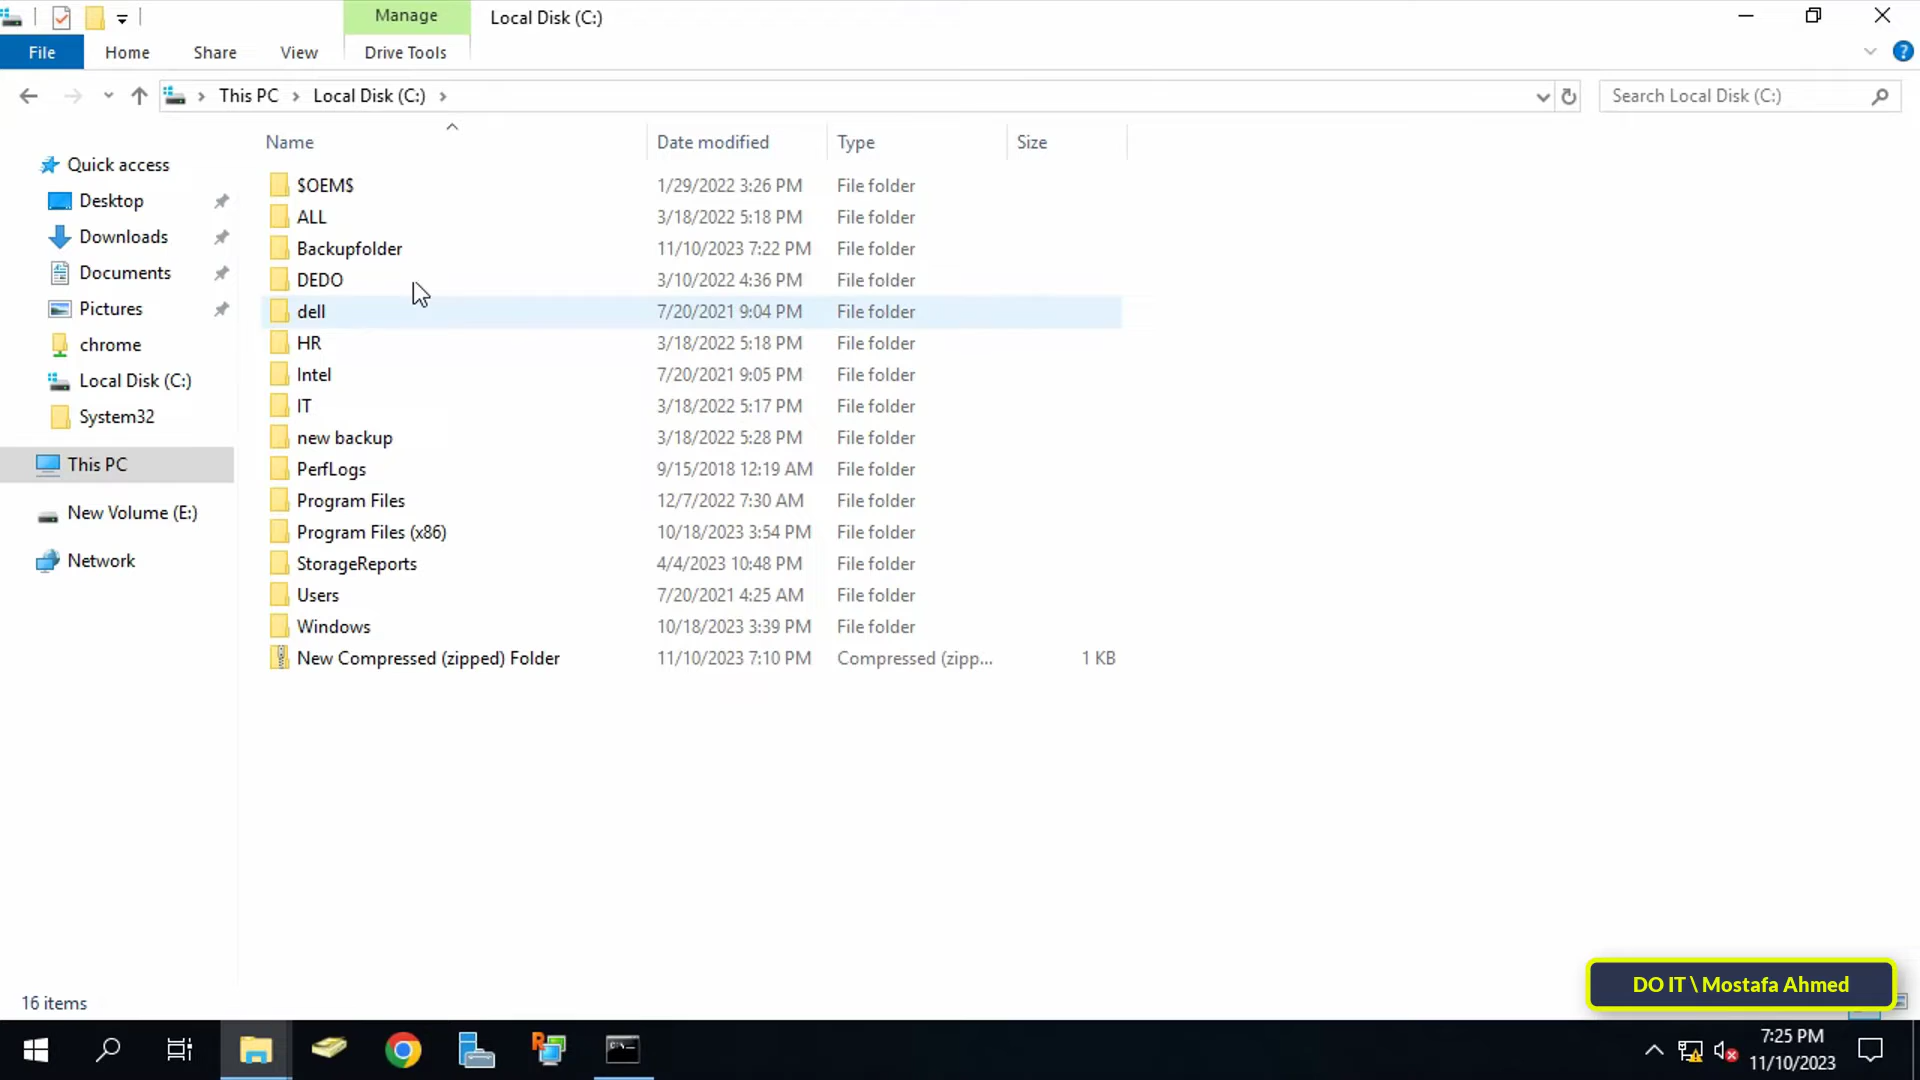 Manage
Local Disk (C:)
File
Home
Share
View
Drive Tools
This PC
Local Disk (C:)
Search Local Disk (C:)
Name
Date modified
Type
Size
Quick access
Desktop
Downloads
Documents
Pictures
chrome
Local Disk (C:)
System32
This PC
New Volume (E:)
Network
$OEM$ 1/29/2022 3:26 PM File folder
ALL 3/18/2022 5:18 PM File folder
Backupfolder 11/10/2023 7:22 PM File folder
DEDO 3/10/2022 4:36 PM File folder
dell 7/20/2021 9:04 PM File folder
HR 3/18/2022 5:18 PM File folder
Intel 7/20/2021 9:05 PM File folder
IT 3/18/2022 5:17 PM File folder
new backup 3/18/2022 5:28 PM File folder
PerfLogs 9/15/2018 12:19 AM File folder
Program Files 12/7/2022 7:30 AM File folder
Program Files (x86) 10/18/2023 3:54 PM File folder
StorageReports 4/4/2023 10:48 PM File folder
Users 7/20/2021 4:25 AM File folder
Windows 10/18/2023 3:39 PM File folder
New Compressed (zipped) Folder 11/10/2023 7:10 PM Compressed (zipp... 1 KB
16 items
DO IT \ Mostafa Ahmed
7:25 PM
11/10/2023